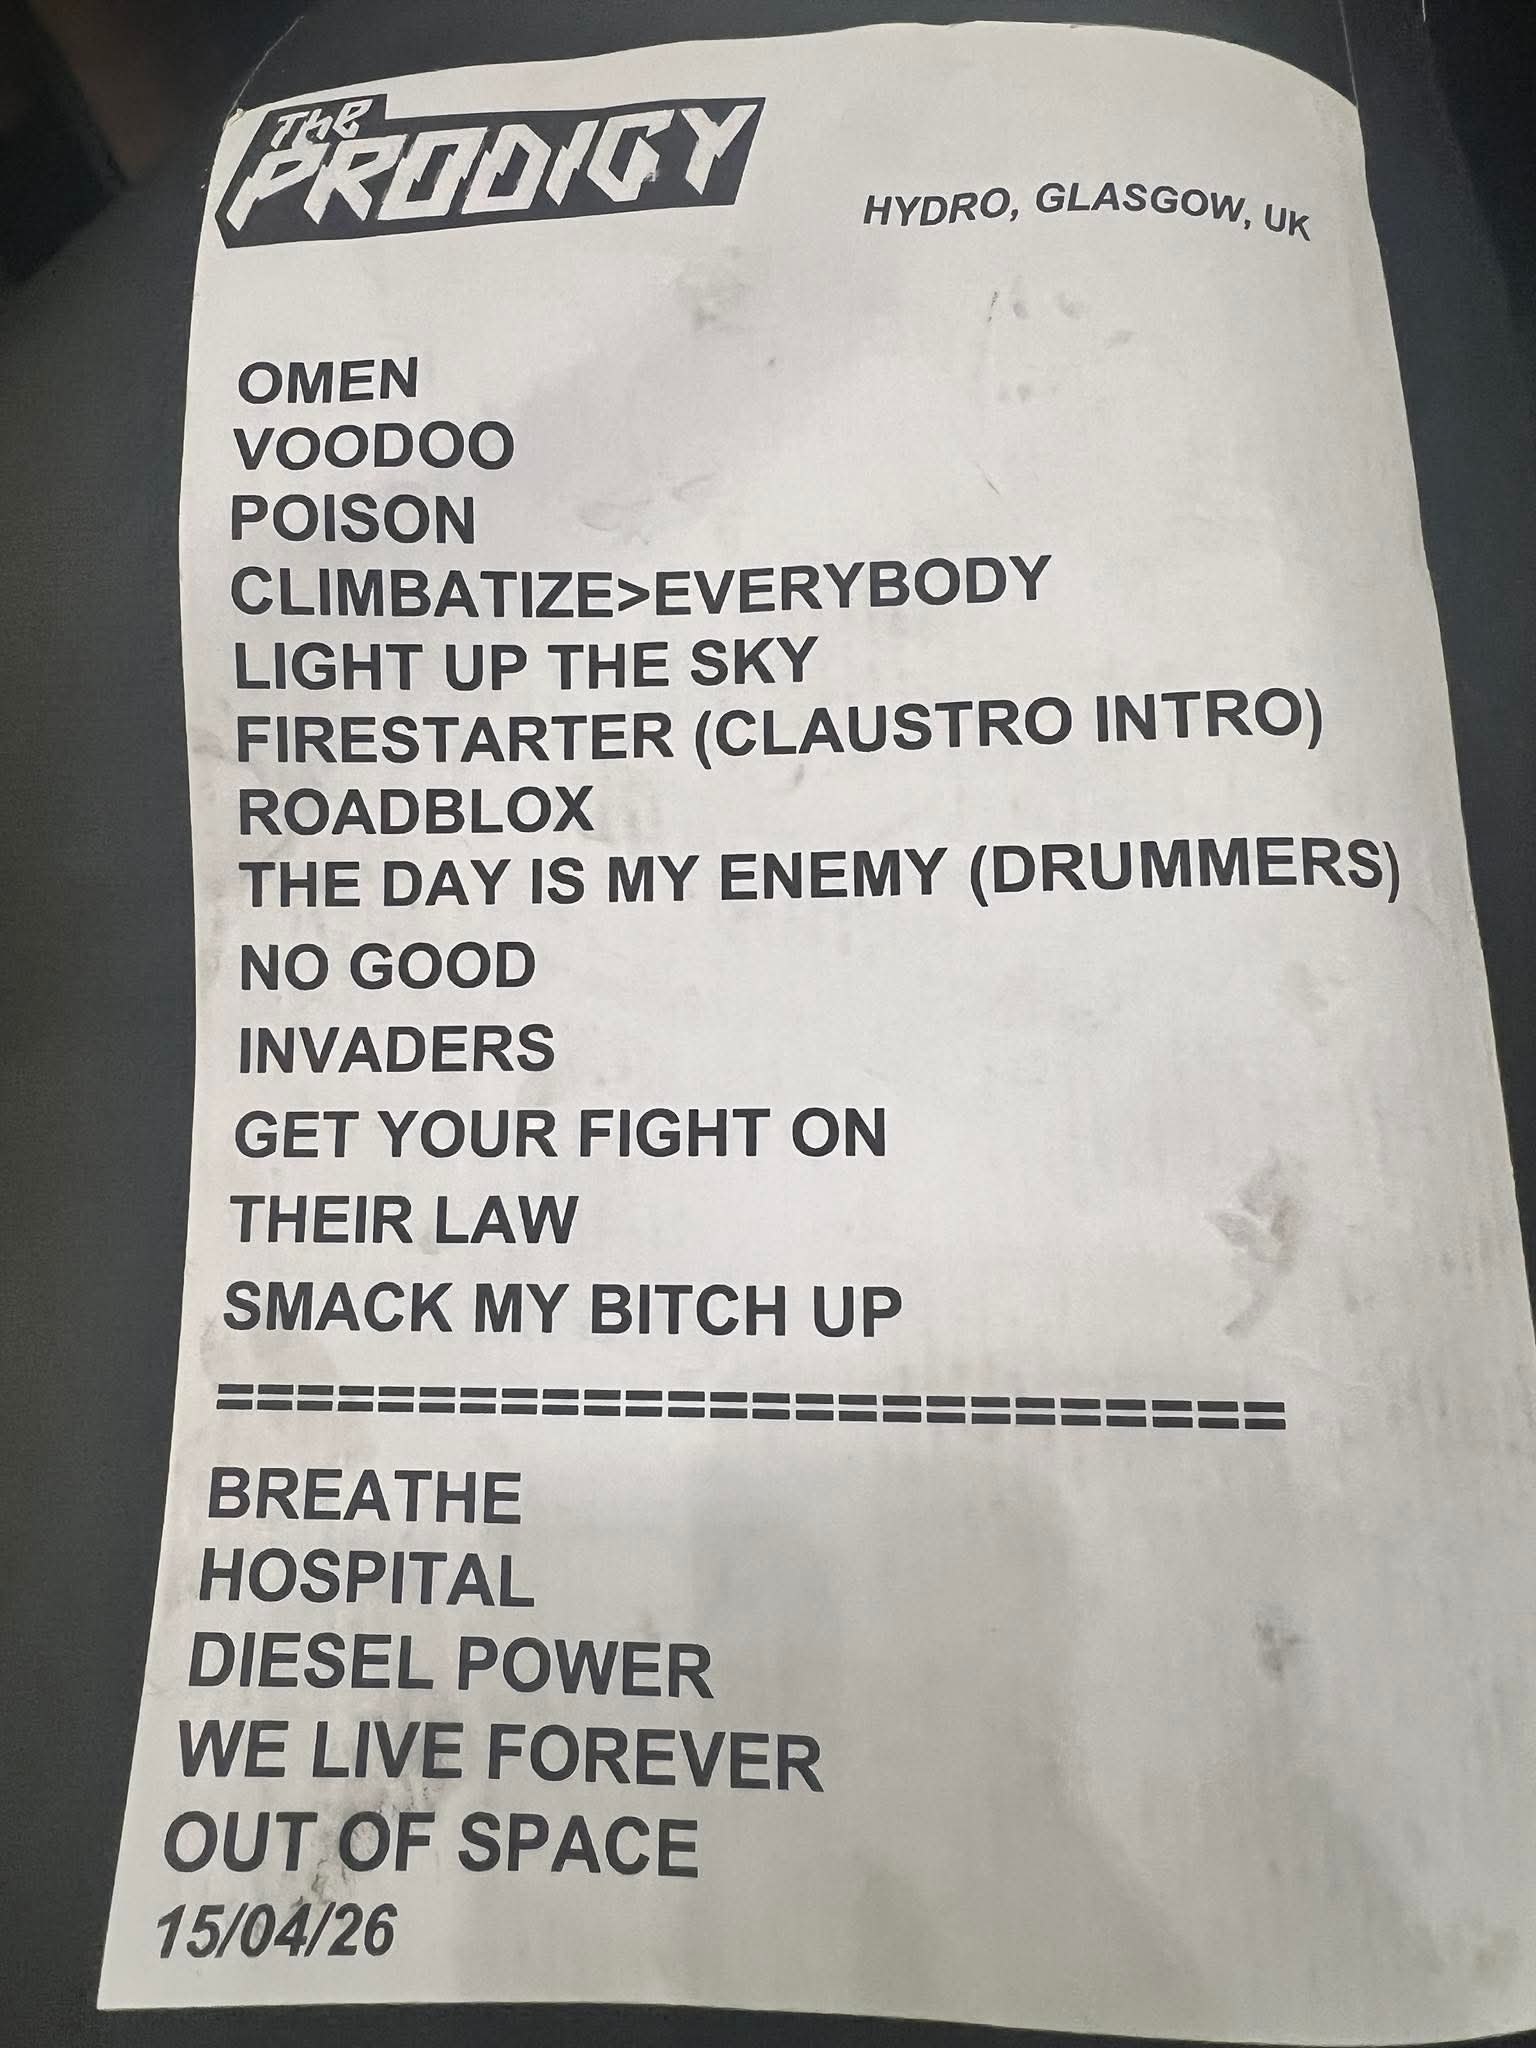 The
PRODIGY
HYDRO, GLASGOW, UK
OMEN
VOODOO
POISON
CLIMBATIZE>EVERYBODY
LIGHT UP THE SKY
FIRESTARTER (CLAUSTRO INTRO)
ROADBLOX
THE DAY IS MY ENEMY (DRUMMERS)
NO GOOD
INVADERS
GET YOUR FIGHT ON
THEIR LAW
SMACK MY BITCH UP
==========================
BREATHE
HOSPITAL
DIESEL POWER
WE LIVE FOREVER
OUT OF SPACE
15/04/26